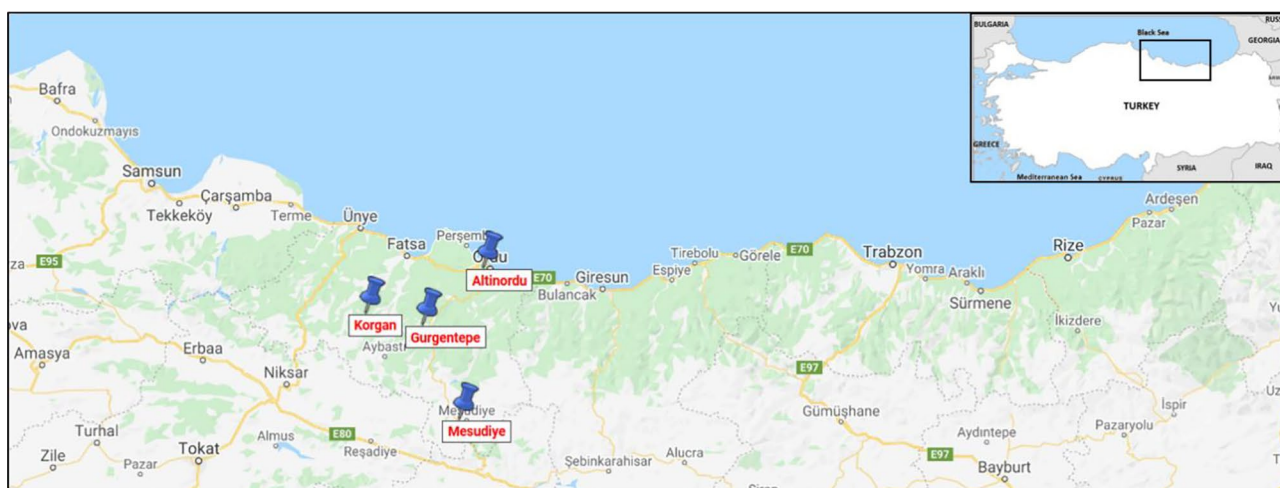 BULGARIA
Black Sea
RUS
GEORGIA
TURKEY
GREECE
SYRIA
IRAQ
Mediterranean Sea
CYPRUS
Bafra
Ondokuzmayıs
Samsun
Tekkeköy
Çarşamba
Terme
Ünye
Fatsa
Perşemb
Altinordu
E70
Bulancak
Giresun
Espiye
Tirebolu
Görele
E70
Trabzon
Yomra
Araklı
Sürmene
Rize
Pazar
Ardeşen
İkizdere
E95
Korgan
Gurgentepe
Aybastı
Amasya
Erbaa
Niksar
E97
Mesudiye
Mesudiye
Gümüşhane
İspir
Pazaryolu
Aydıntepe
Turhal
Zile
Pazar
Tokat
Almus
E80
Reşadiye
Şebinkarahisar
Alucra
E97
Bayburt